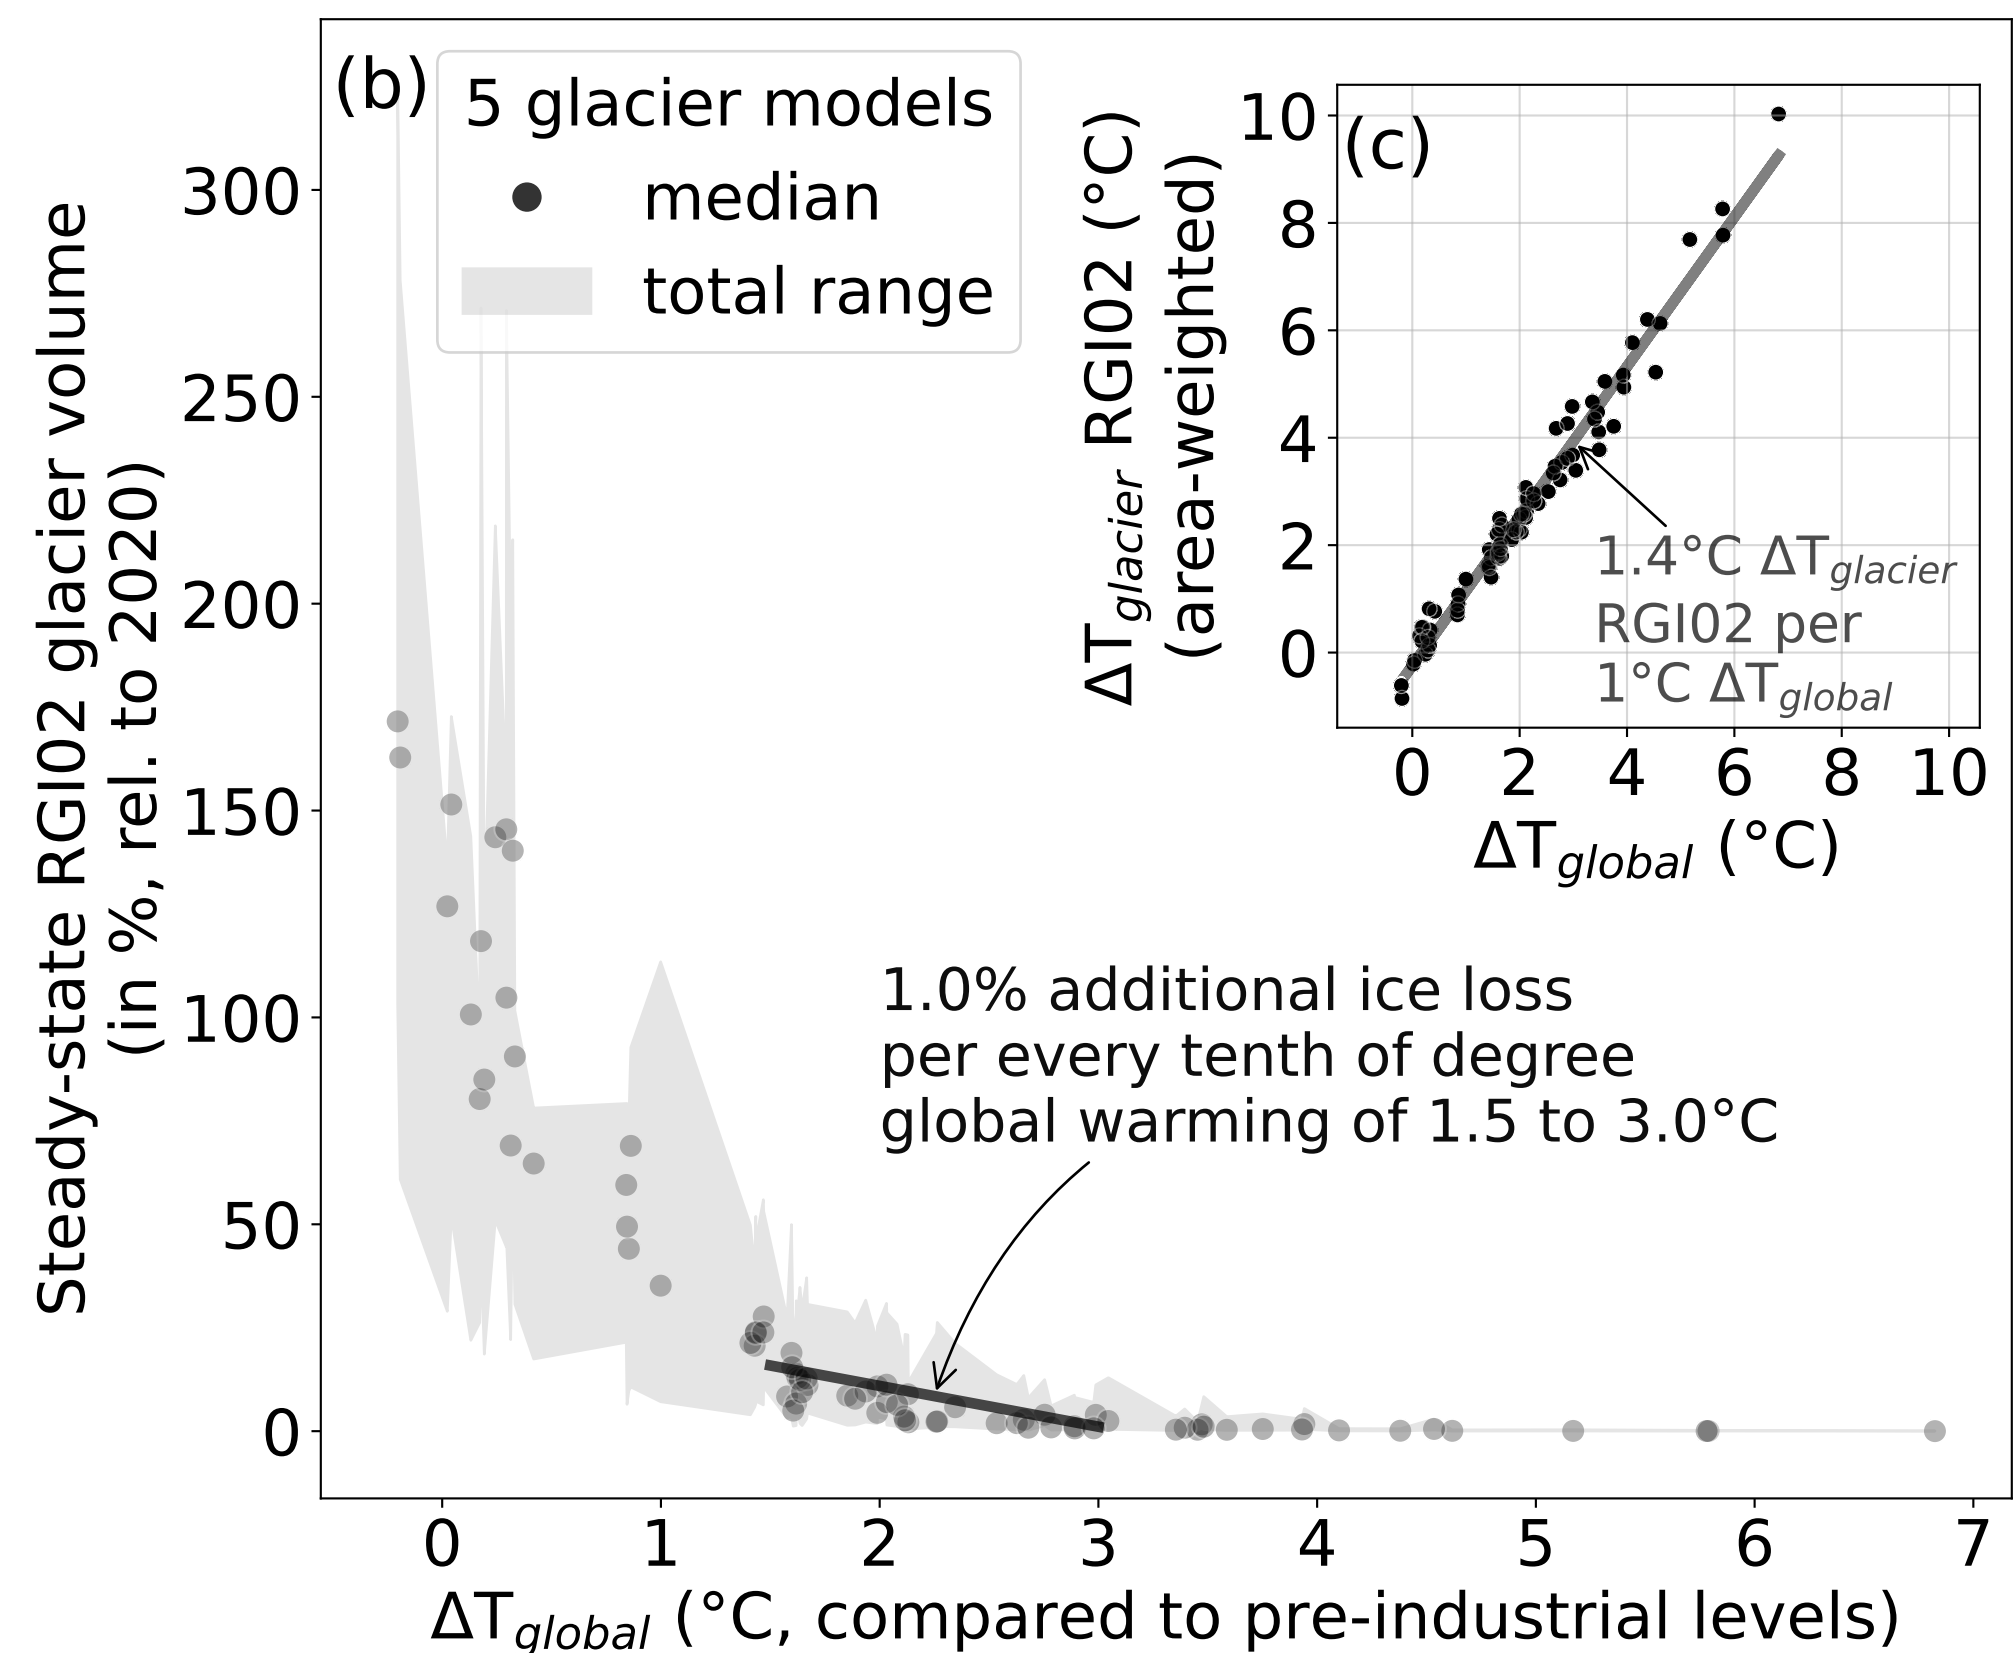 (b)
5 glacier models
median
total range
Steady-state RGI02 glacier volume
(in %, rel. to 2020)
300
250
200
150
100
50
0
0 1 2 3 4 5 6 7
ΔTglobal (°C, compared to pre-industrial levels)
1.0% additional ice loss
per every tenth of degree
global warming of 1.5 to 3.0°C
(c)
ΔTglacier RGI02 (°C)
(area-weighted)
10
8
6
4
2
0
0 2 4 6 8 10
ΔTglobal (°C)
1.4°C ΔTglacier
RGI02 per
1°C ΔTglobal